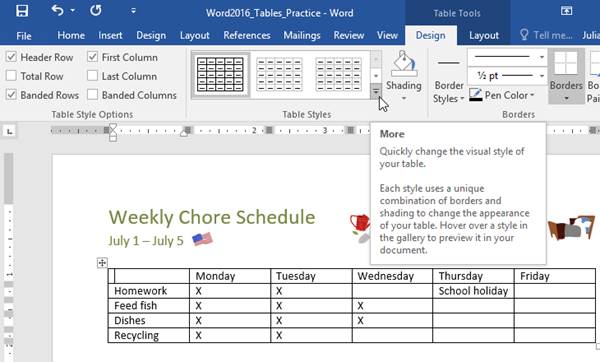 Word2016_Tables_Practice - Word
Table Tools
File Home Insert Design Layout References Mailings Review View Design Layout Tell me... Julia
Header Row First Column
Total Row Last Column
Banded Rows Banded Columns
Table Style Options
Table Styles
Shading
Border Styles
½ pt
Pen Color
Borders
Border
Borders
More
Quickly change the visual style of
your table.
Each style uses a unique
combination of borders and
shading to change the appearance
of your table. Hover over a style in
the gallery to preview it in your
document.
L
1 2 3
1
Weekly Chore Schedule
July 1 – July 5
Monday Tuesday Wednesday Thursday Friday
Homework X X School holiday
Feed fish X X X
Dishes X X X
Recycling X X